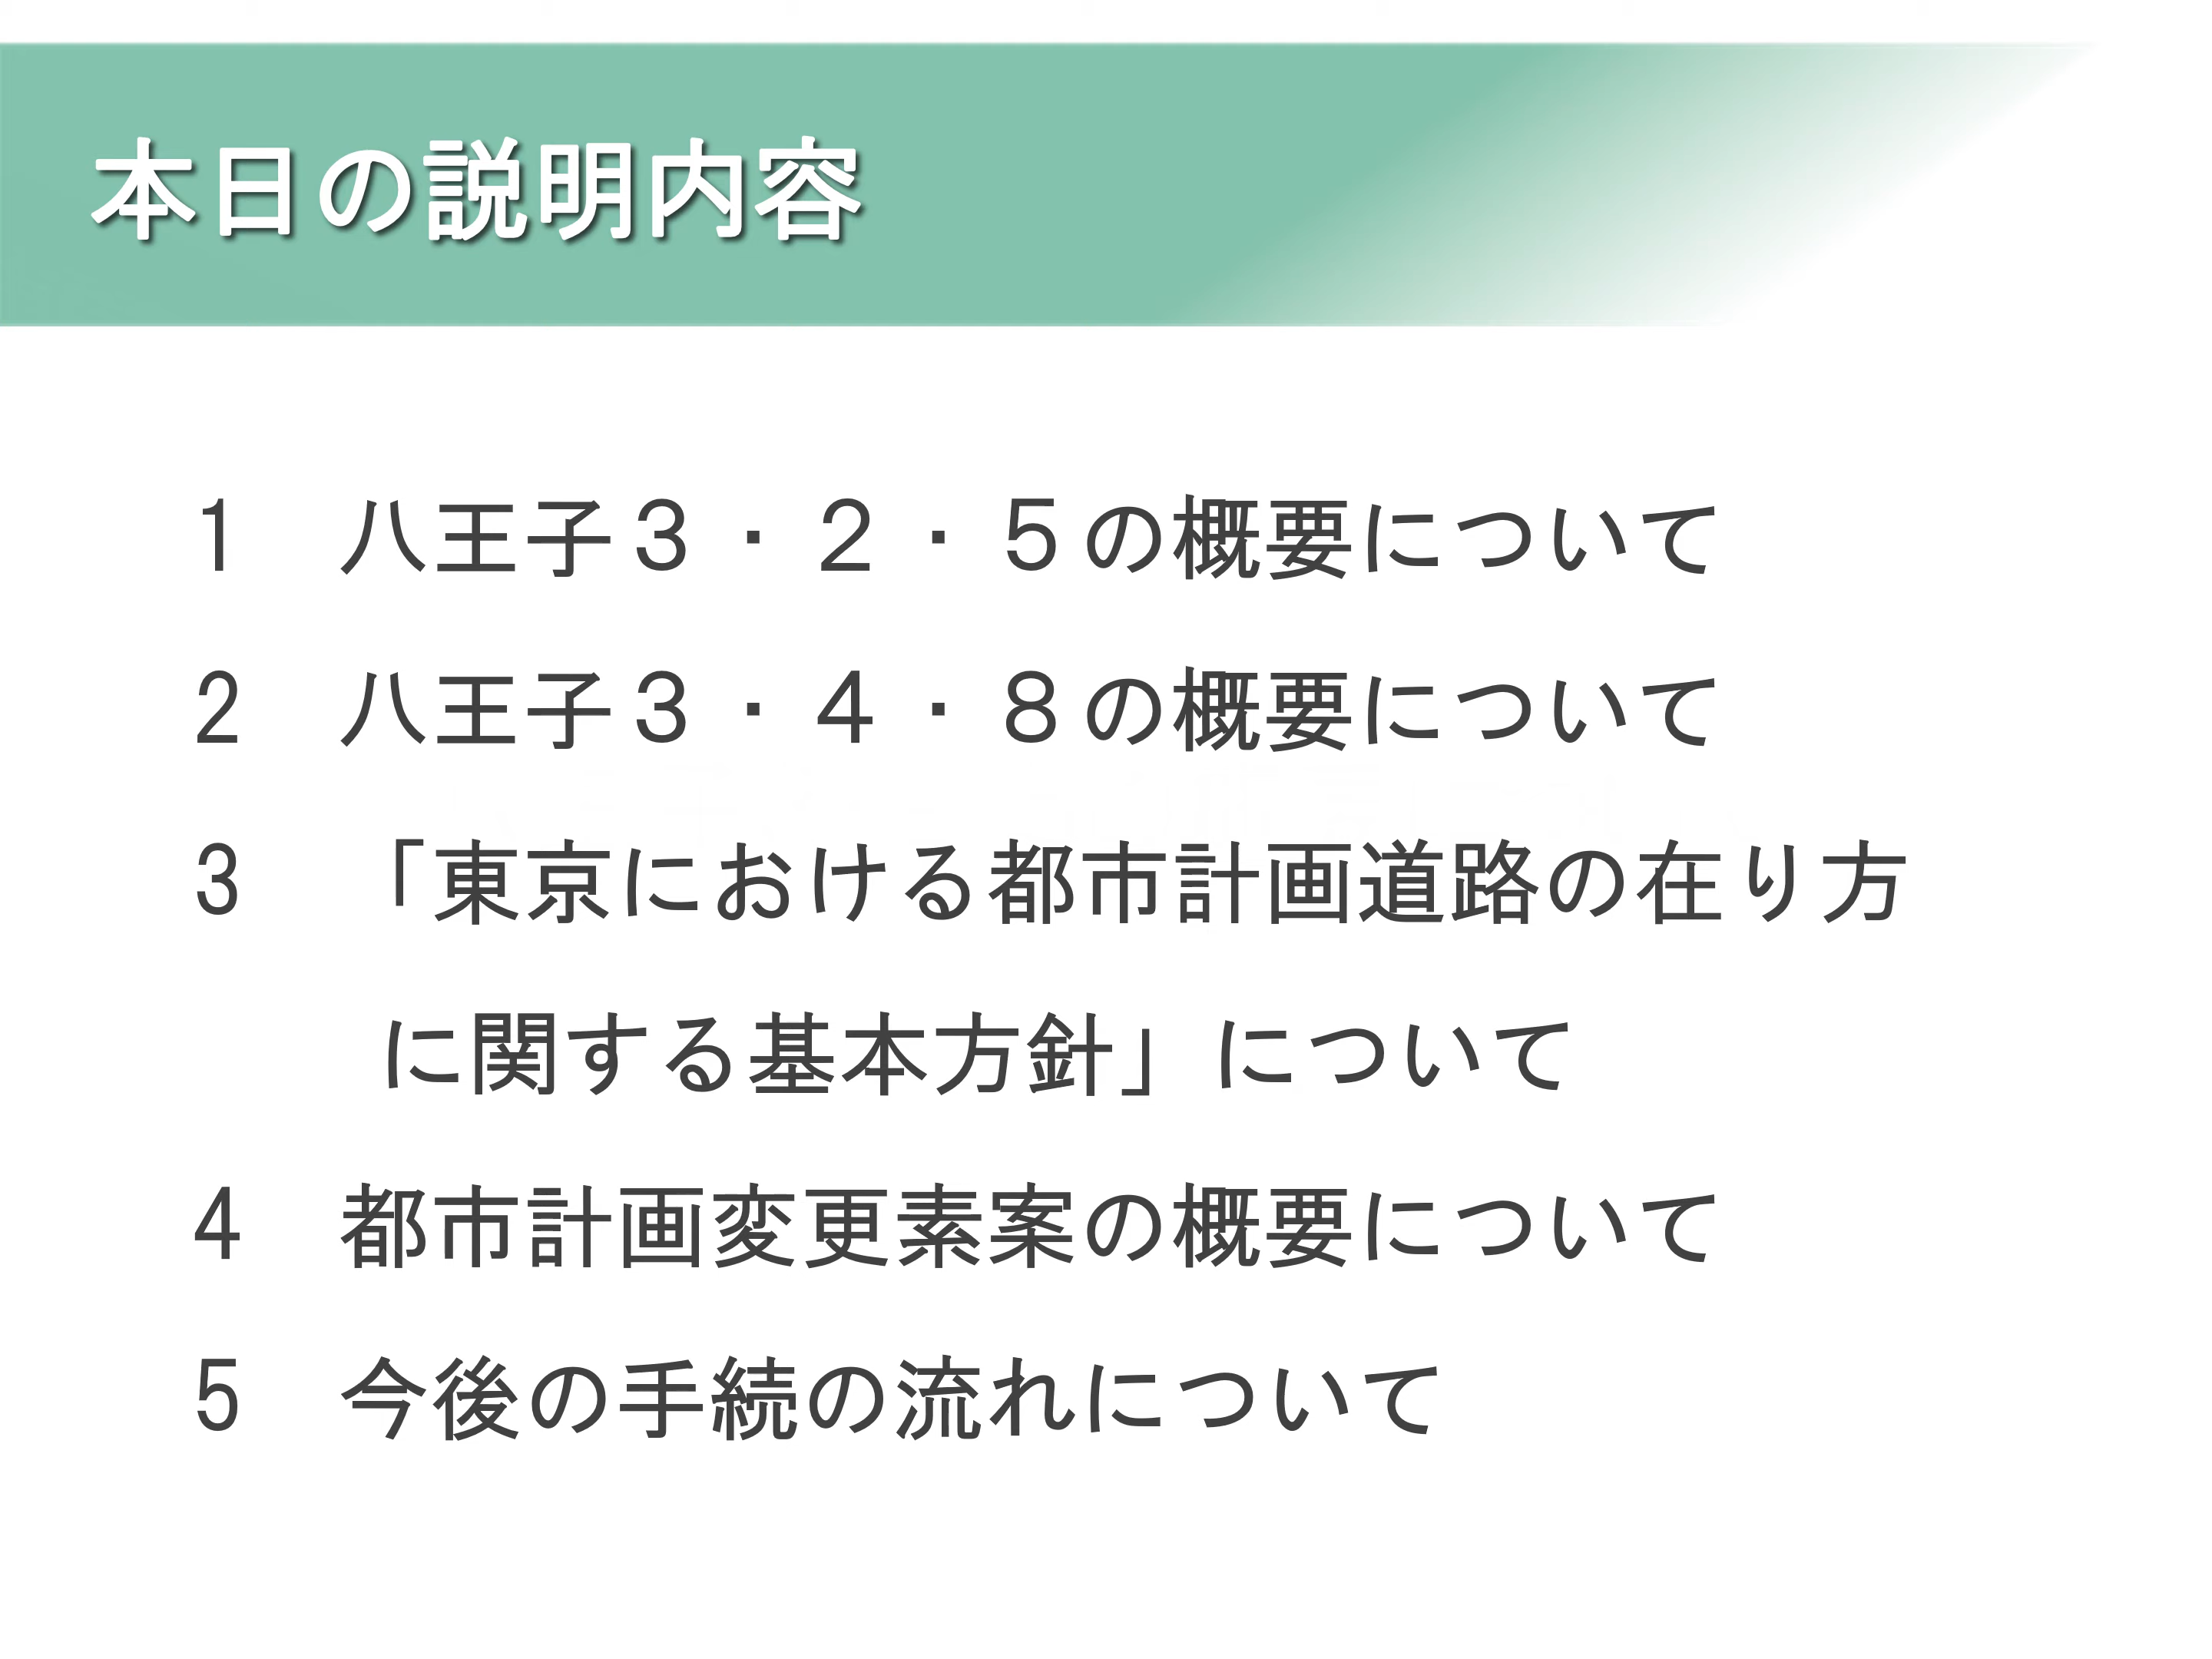 本日の説明内容
1　八王子３・２・５の概要について
2　八王子３・４・８の概要について
3　「東京における都市計画道路の在り方
に関する基本方針」について
4　都市計画変更素案の概要について
5　今後の手続の流れについて